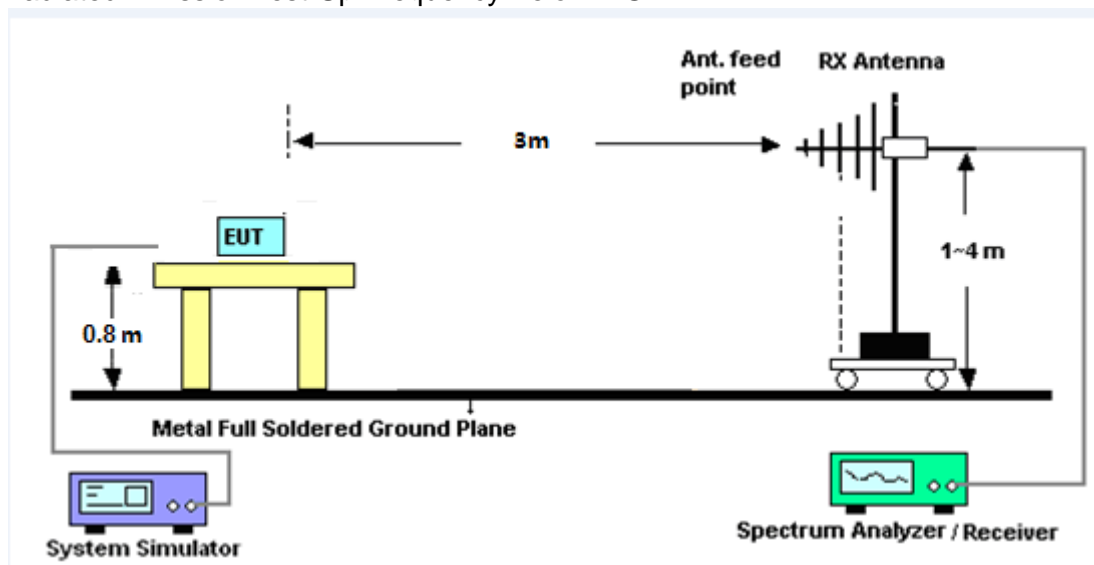 Ant. feed
point
RX Antenna
3m
EUT
1~4 m
0.8 m
Metal Full Soldered Ground Plane
System Simulator
Spectrum Analyzer / Receiver